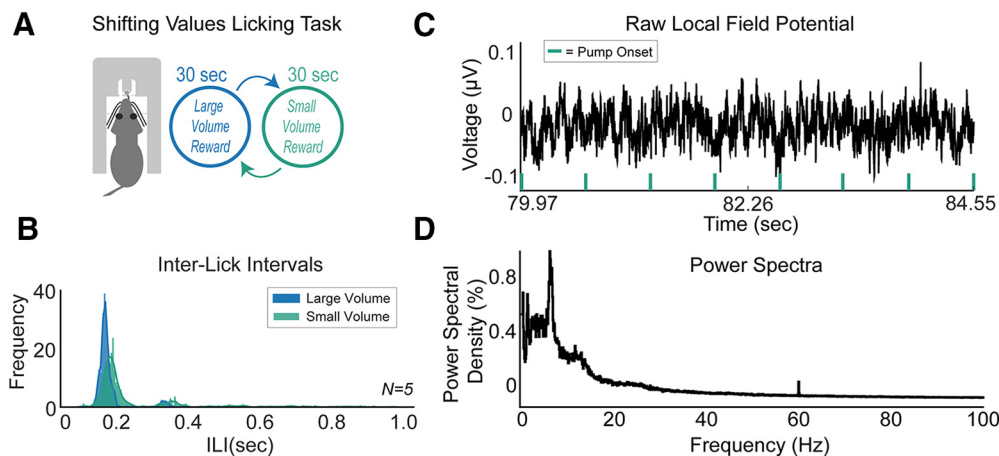 A
Shifting Values Licking Task
30 sec
30 sec
Large
Volume
Reward
Small
Volume
Reward
B
Inter-Lick Intervals
Large Volume
Small Volume
Frequency
40
20
0
N=5
0
0.2
0.4
0.6
0.8
1.0
ILI(sec)
C
Raw Local Field Potential
= Pump Onset
Voltage (µV)
0.1
0
-0.1
79.97
82.26
84.55
Time (sec)
D
Power Spectra
Power Spectral
Density (%)
0.8
0.4
0
0
20
40
60
80
100
Frequency (Hz)